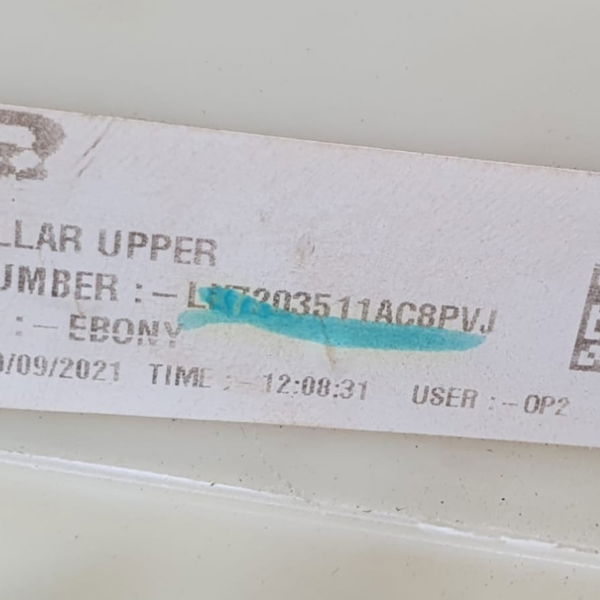 LLAR UPPER
UMBER :-
: - EBONY
/09/2021 TIME :- 12:08:31 USER :- OP2